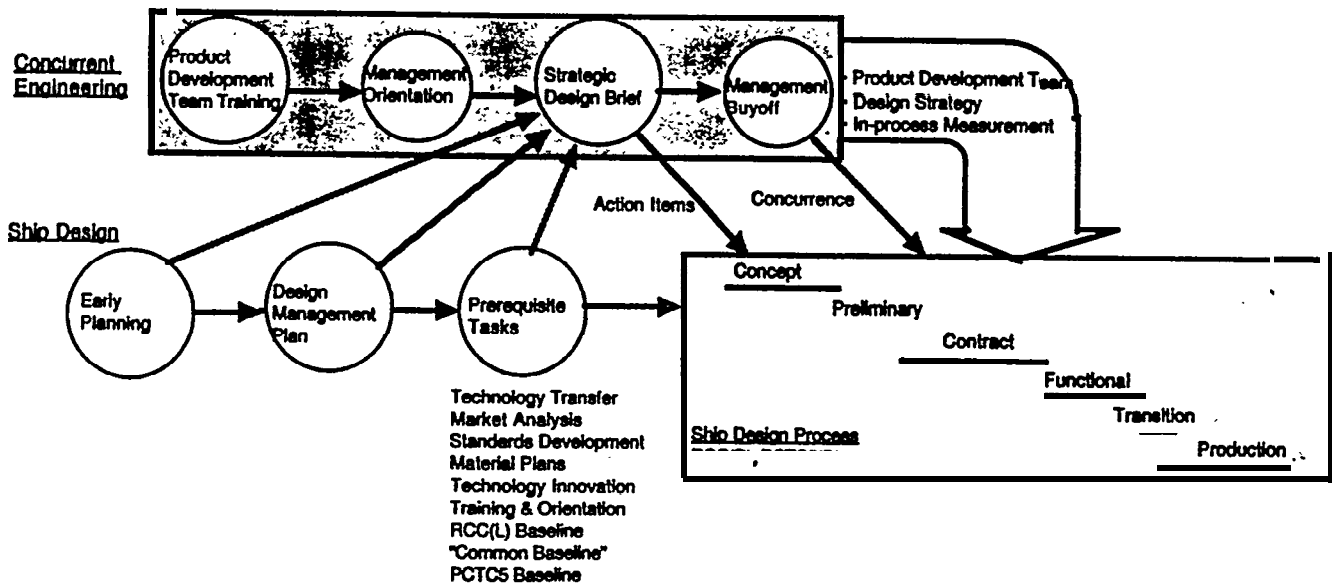 Concurrent
Engineering
Product
Development
Team Training
Management
Orientation
Strategic
Design Brief
Management
Buyoff
· Product Development Team
· Design Strategy
· In-process Measurement
Action Items
Concurrence
Ship Design
Early
Planning
Design
Management
Plan
Prerequisite
Tasks
Technology Transfer
Market Analysis
Standards Development
Material Plans
Technology Innovation
Training & Orientation
RCC(L) Baseline
"Common Baseline"
PCTC5 Baseline
Concept
Preliminary
Contract
Functional
Transition
Production
Ship Design Process